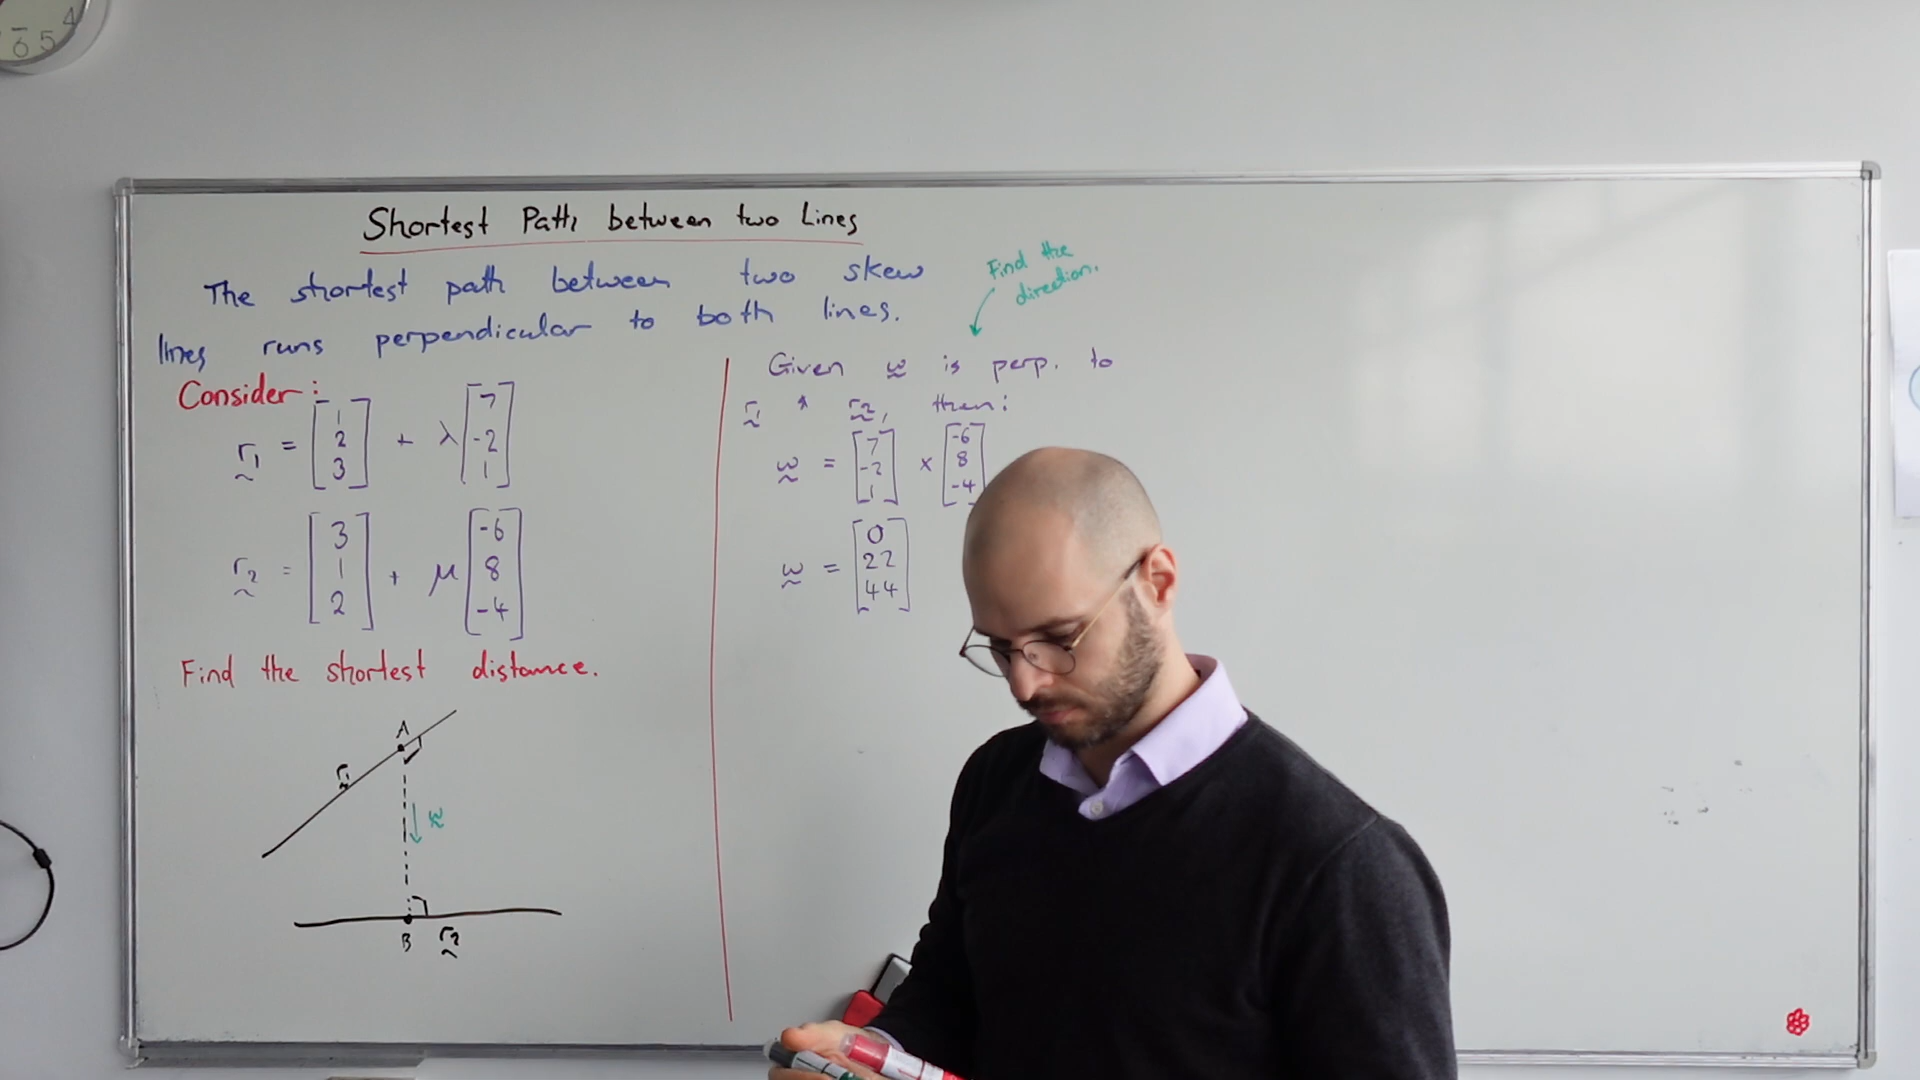 4
5
6
Shortest Path between two Lines
The shortest path between two skew
lines runs perpendicular to both lines.
Consider:
r₁ = [1 2 3] + λ [7 -2 1]
r₂ = [3 1 2] + μ [-6 8 -4]
Find the shortest distance.
A
r₁
w
B r₂
Find the
direction.
Given w is perp. to
r₁ & r₂, then:
w = [7 -2 1] × [-6 8 -4]
w = [0 22 44]